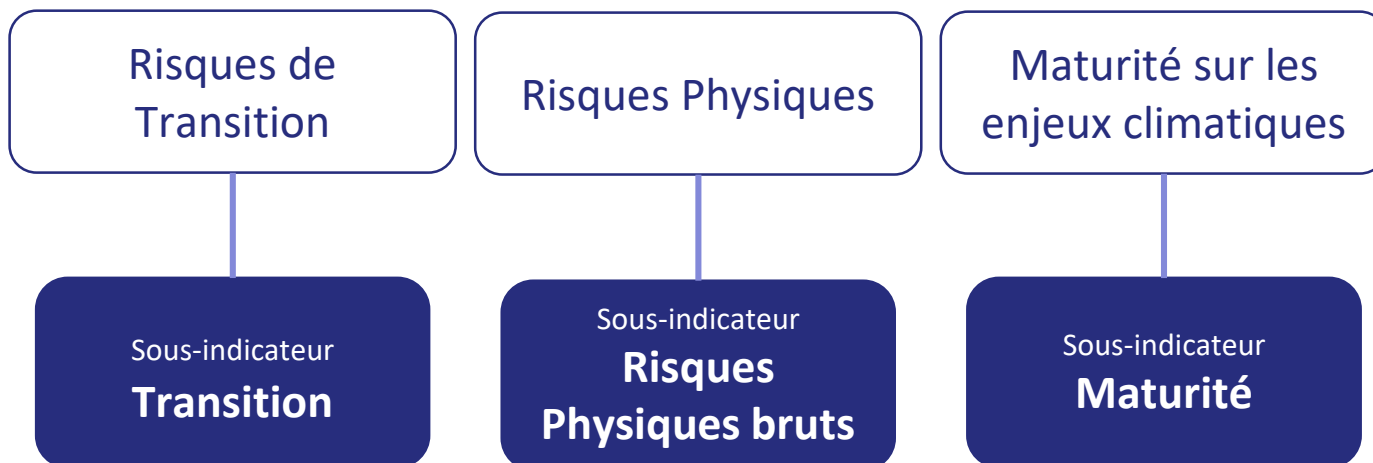 Risques de
Transition
Risques Physiques
Maturité sur les
enjeux climatiques
Sous-indicateur
Transition
Sous-indicateur
Risques
Physiques bruts
Sous-indicateur
Maturité